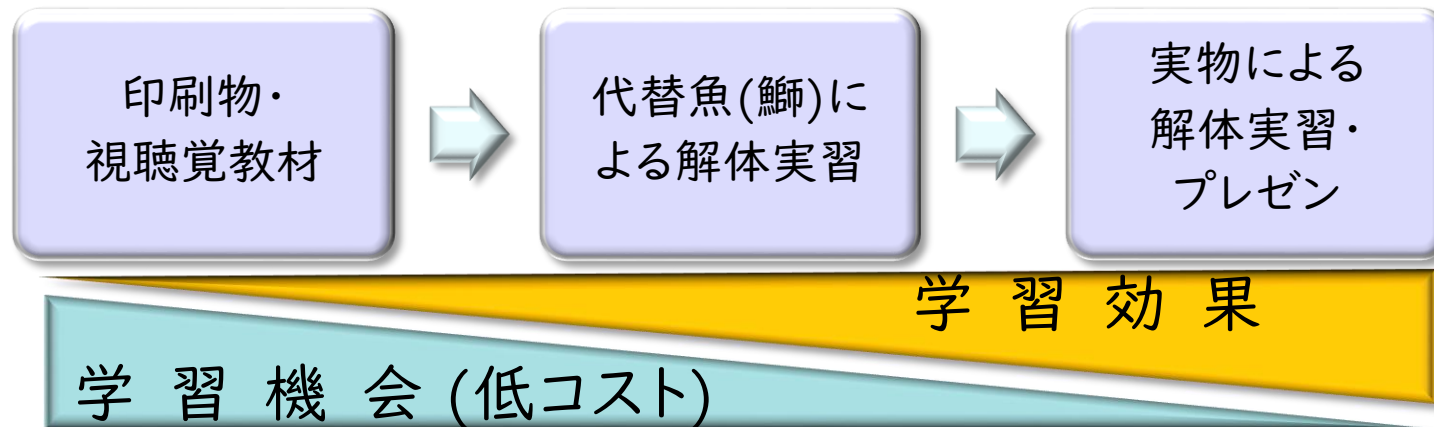 印刷物・
視聴覚教材
代替魚(鰤)に
よる解体実習
実物による
解体実習・
プレゼン
学 習 効 果
学 習 機 会 (低コスト)